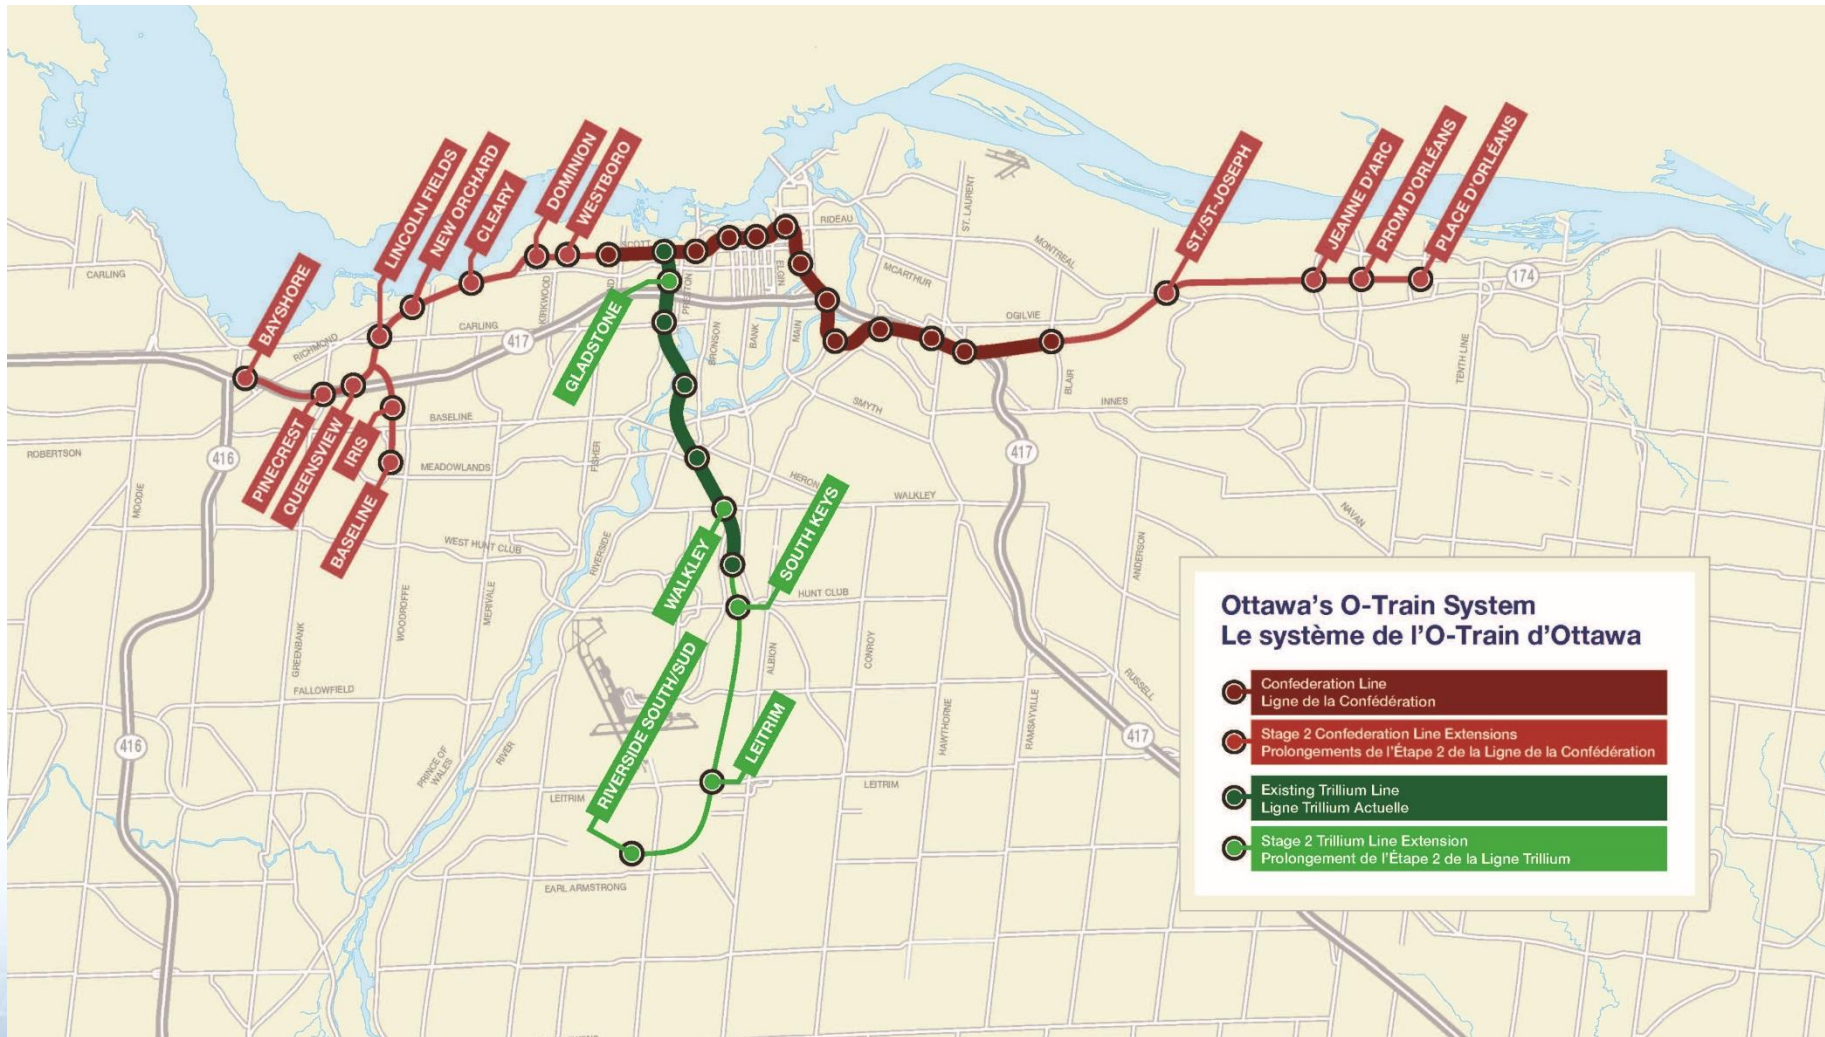 LINCOLN FIELDS
NEW ORCHARD
CLEARY
DOMINION
WESTBORO
ST./ST-JOSEPH
JEANNE D'ARC
PROM D'ORLÉANS
PLACE D'ORLÉANS
BAYSHORE
GLADSTONE
PINECREST
QUEENSVIEW
IRIS
BASELINE
WALKLEY
SOUTH KEYS
RIVERSIDE SOUTH/SUD
LEITRIM
CARLING
RICHMOND
CARLING
KIRKWOOD
SCOTT
PRESTON
BRONSON
BANK
ELGIN
MAIN
RIDEAU
ST. LAURENT
MCARTHUR
MONTREAL
OGILVIE
BLAIR
174
TENTH LINE
417
ROBERTSON
MOODIE
416
BASELINE
MEADOWLANDS
FISHER
SMYTH
INNES
HERON
WALKLEY
417
NAVAN
WEST HUNT CLUB
RIVERSIDE
GREENBANK
WOODROFFE
MERIVALE
HUNT CLUB
ALBION
CONROY
ANDERSON
FALLOWFIELD
416
PRINCE OF
WALES
RIVER
HAWTHORNE
RAMSAYVILLE
RUSSELL
417
LEITRIM
LEITRIM
EARL ARMSTRONG
Ottawa's O-Train System
Le système de l'O-Train d'Ottawa
Confederation Line
Ligne de la Confédération
Stage 2 Confederation Line Extensions
Prolongements de l'Étape 2 de la Ligne de la Confédération
Existing Trillium Line
Ligne Trillium Actuelle
Stage 2 Trillium Line Extension
Prolongement de l'Étape 2 de la Ligne Trillium